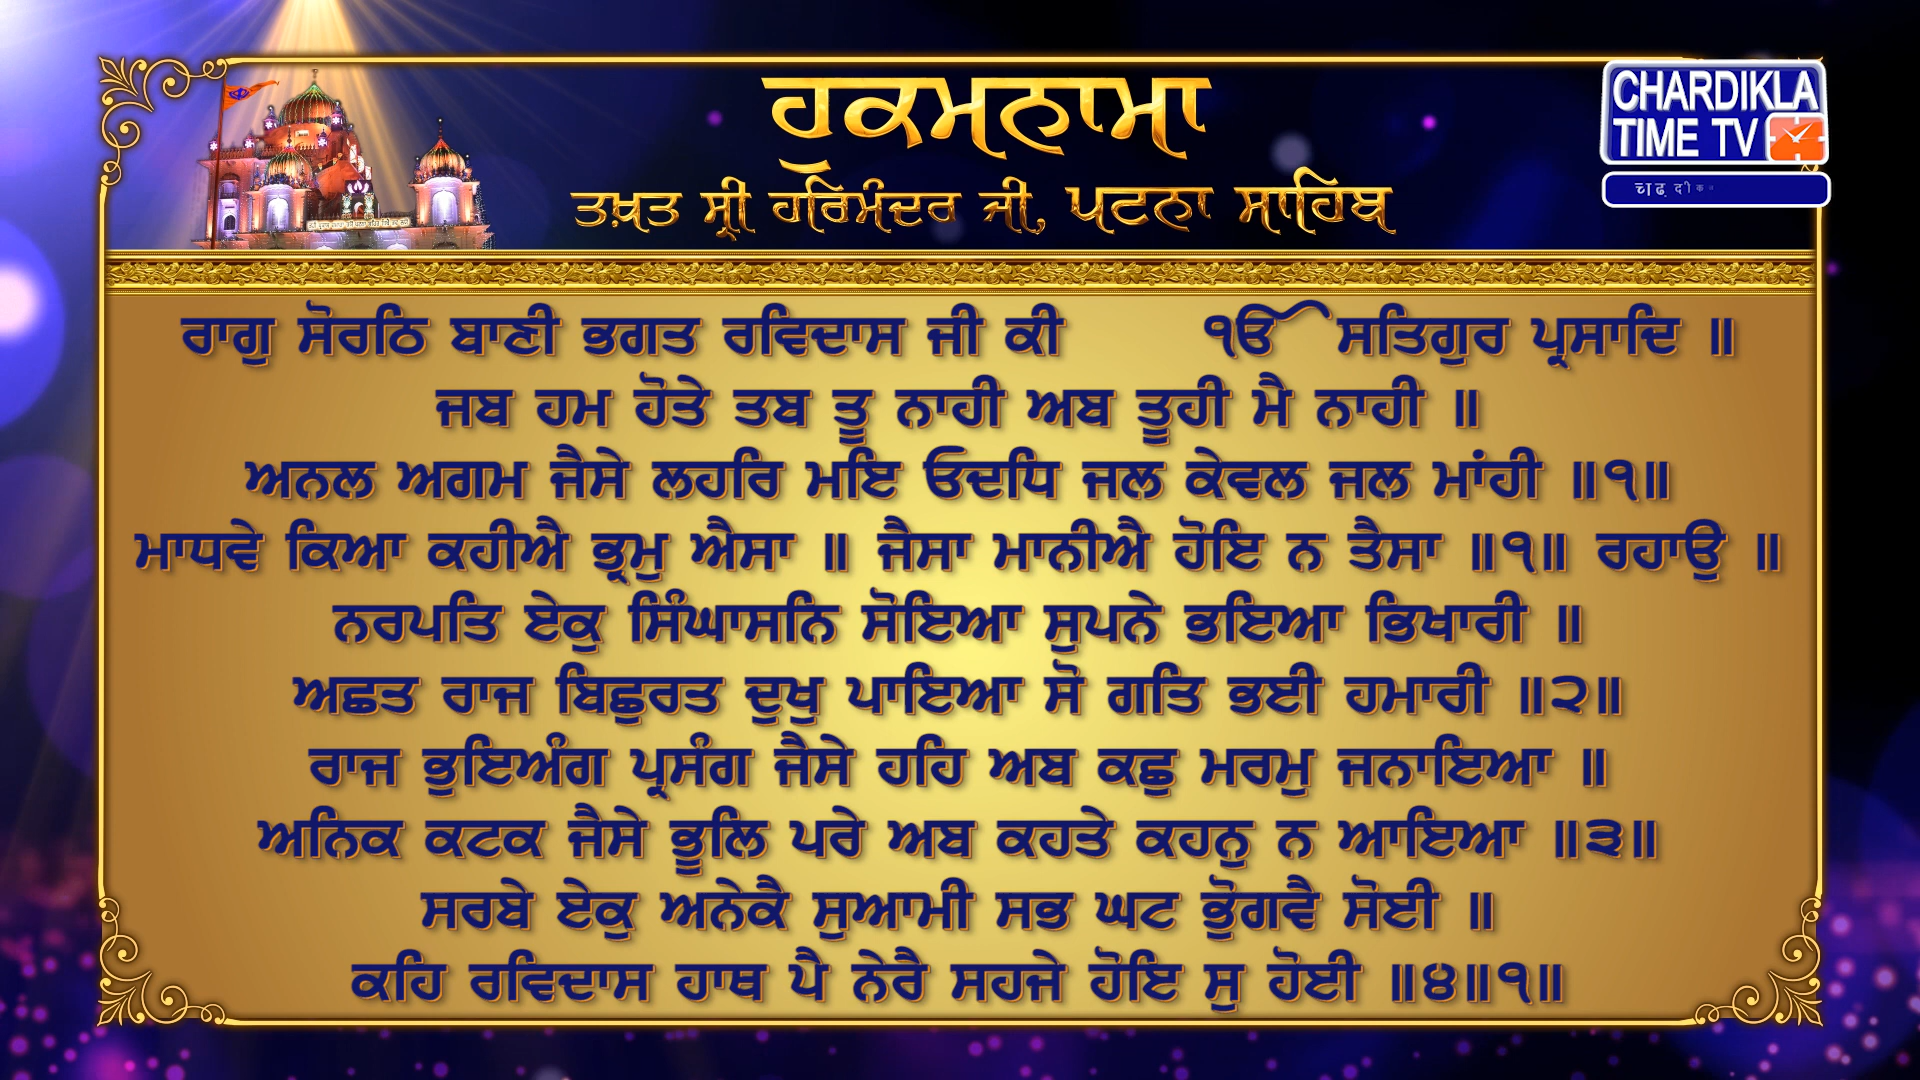 ਹੁਕਮਨਾਮਾ
ਤਖ਼ਤ ਸ੍ਰੀ ਹਰਿਮੰਦਰ ਜੀ, ਪਟਨਾ ਸਾਹਿਬ
CHARDIKLA
TIME TV
ਰਾਗੁ ਸੋਰਠਿ ਬਾਣੀ ਭਗਤ ਰਵਿਦਾਸ ਜੀ ਕੀ ੴ ਸਤਿਗੁਰ ਪ੍ਰਸਾਦਿ ॥
ਜਬ ਹਮ ਹੋਤੇ ਤਬ ਤੂ ਨਾਹੀ ਅਬ ਤੂਹੀ ਮੈ ਨਾਹੀ ॥
ਅਨਲ ਅਗਮ ਜੈਸੇ ਲਹਰਿ ਮਇ ਓਦਧਿ ਜਲ ਕੇਵਲ ਜਲ ਮਾਂਹੀ ॥੧॥
ਮਾਧਵੇ ਕਿਆ ਕਹੀਐ ਭ੍ਰਮੁ ਐਸਾ ॥ ਜੈਸਾ ਮਾਨੀਐ ਹੋਇ ਨ ਤੈਸਾ ॥੧॥ ਰਹਾਉ ॥
ਨਰਪਤਿ ਏਕੁ ਸਿੰਘਾਸਨਿ ਸੋਇਆ ਸੁਪਨੇ ਭਇਆ ਭਿਖਾਰੀ ॥
ਅਛਤ ਰਾਜ ਬਿਛੁਰਤ ਦੁਖੁ ਪਾਇਆ ਸੋ ਗਤਿ ਭਈ ਹਮਾਰੀ ॥੨॥
ਰਾਜ ਭੁਇਅੰਗ ਪ੍ਰਸੰਗ ਜੈਸੇ ਹਹਿ ਅਬ ਕਛੁ ਮਰਮੁ ਜਨਾਇਆ ॥
ਅਨਿਕ ਕਟਕ ਜੈਸੇ ਭੂਲਿ ਪਰੇ ਅਬ ਕਹਤੇ ਕਹਨੁ ਨ ਆਇਆ ॥੩॥
ਸਰਬੇ ਏਕੁ ਅਨੇਕੈ ਸੁਆਮੀ ਸਭ ਘਟ ਭੁੋਗਵੈ ਸੋਈ ॥
ਕਹਿ ਰਵਿਦਾਸ ਹਾਥ ਪੈ ਨੇਰੈ ਸਹਜੇ ਹੋਇ ਸੁ ਹੋਈ ॥੪॥੧॥